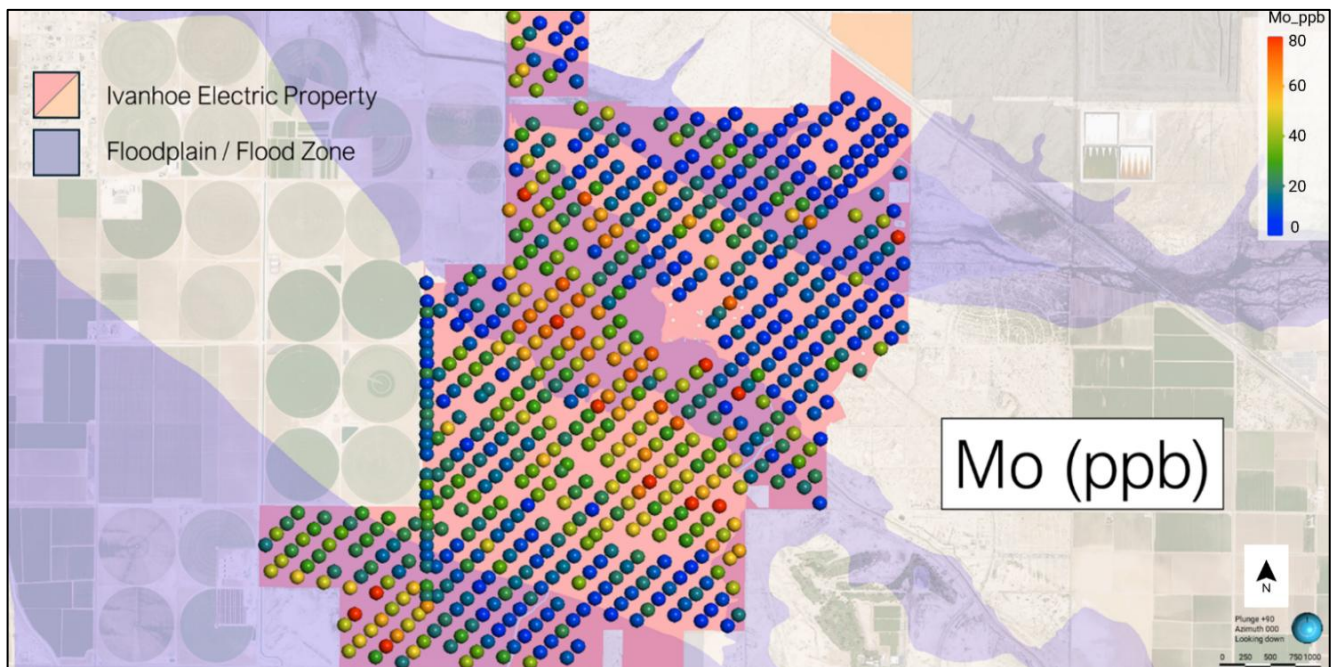 Ivanhoe Electric Property
Floodplain / Flood Zone
Mo_ppb
80
60
40
20
0
Mo (ppb)
N
Plunge +90
Azimuth 000
Looking down
0 250 500 750 1000